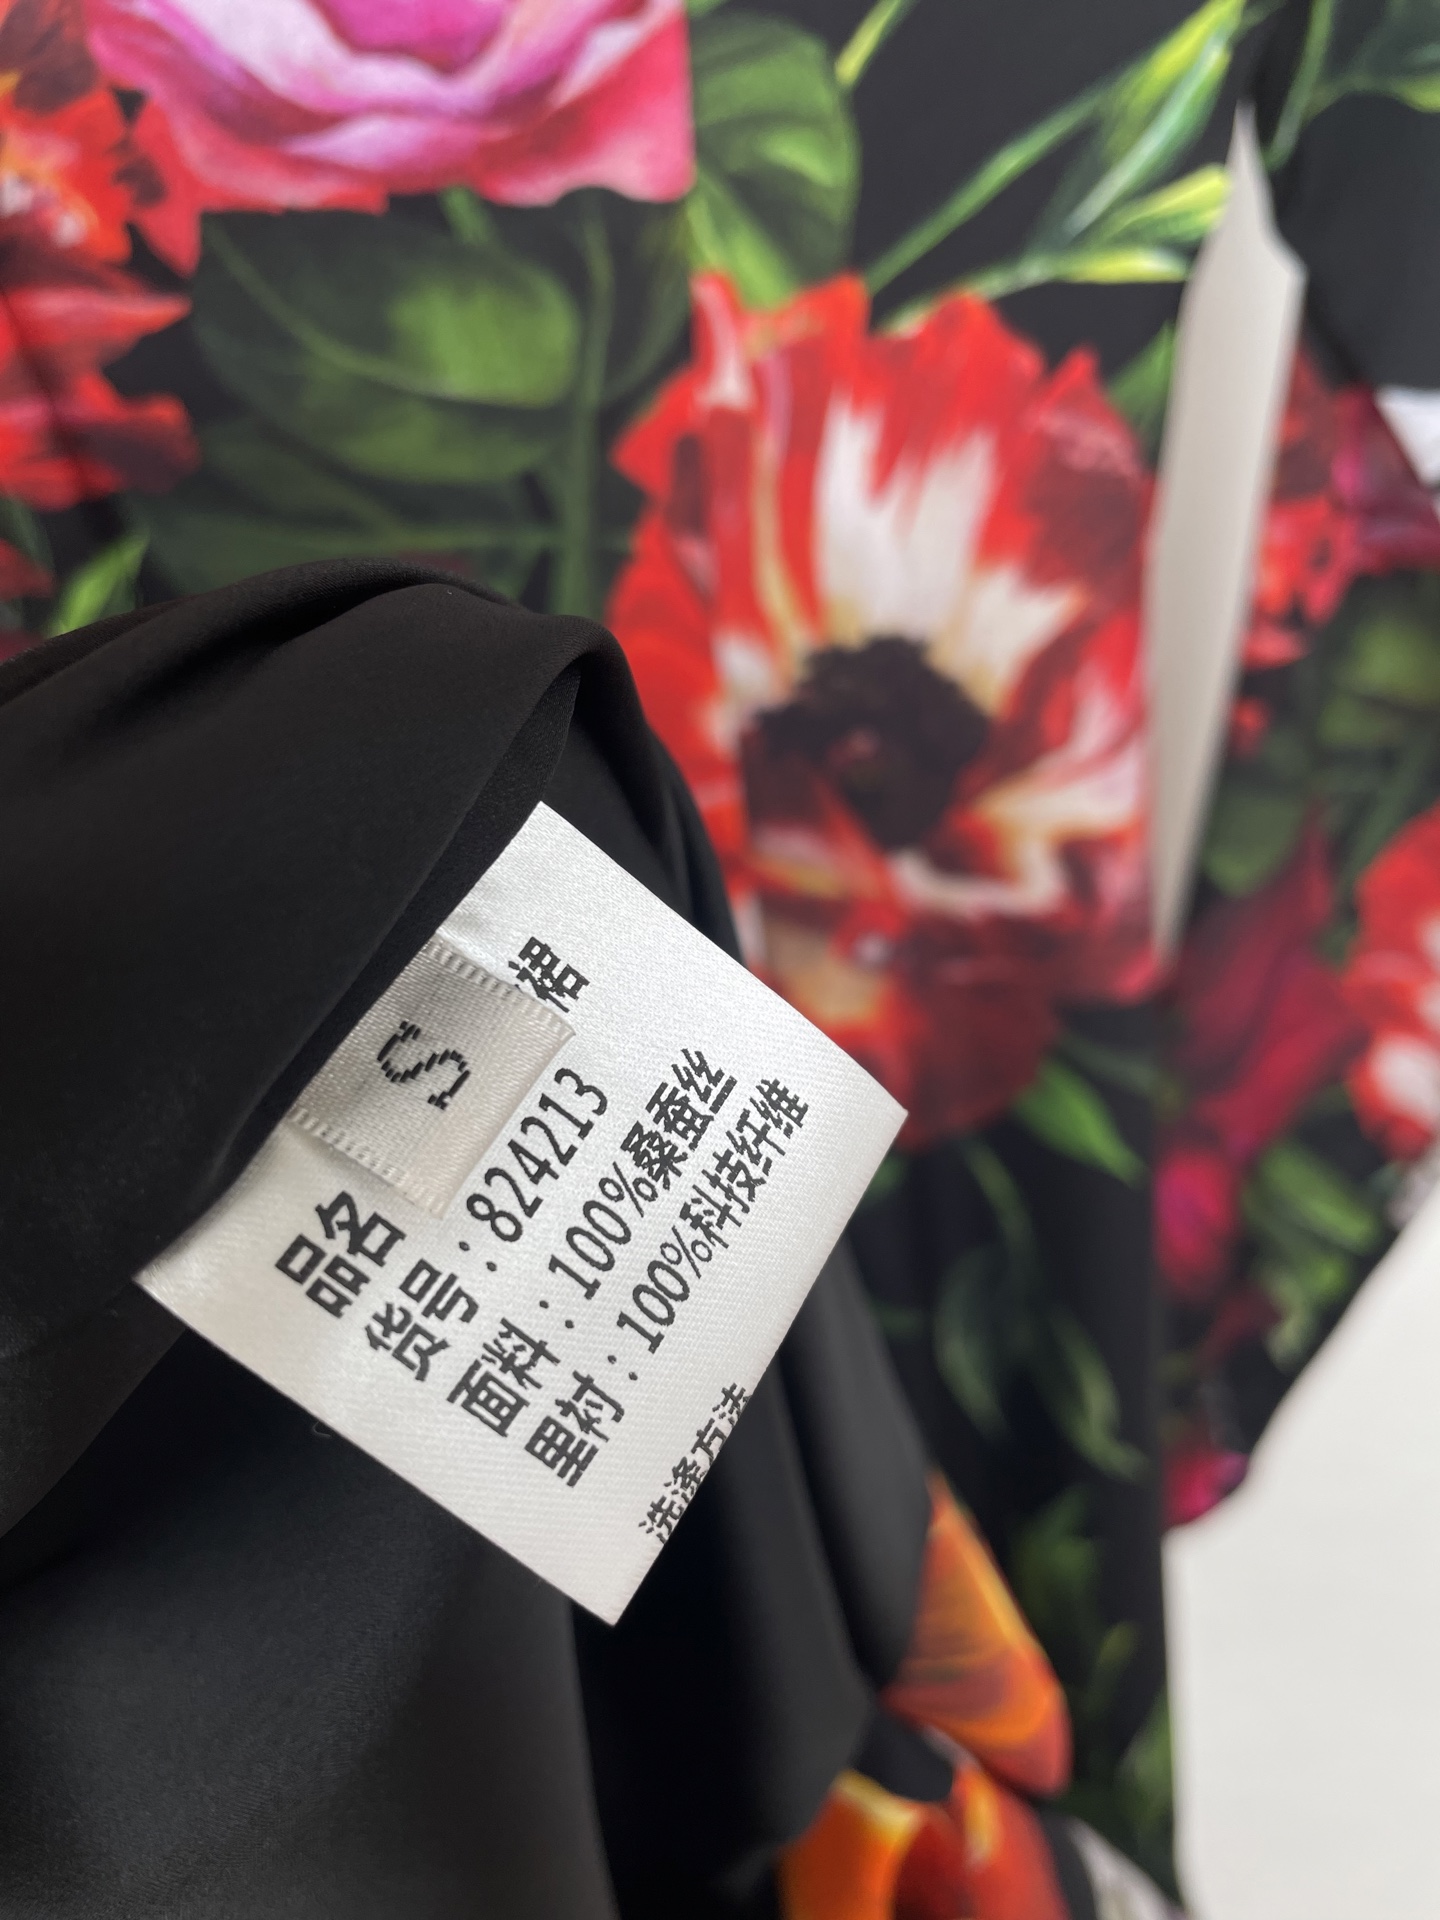 S
品名 裙
货号：824213
面料：100%桑蚕丝
里衬：100%科技纤维
洗涤方法